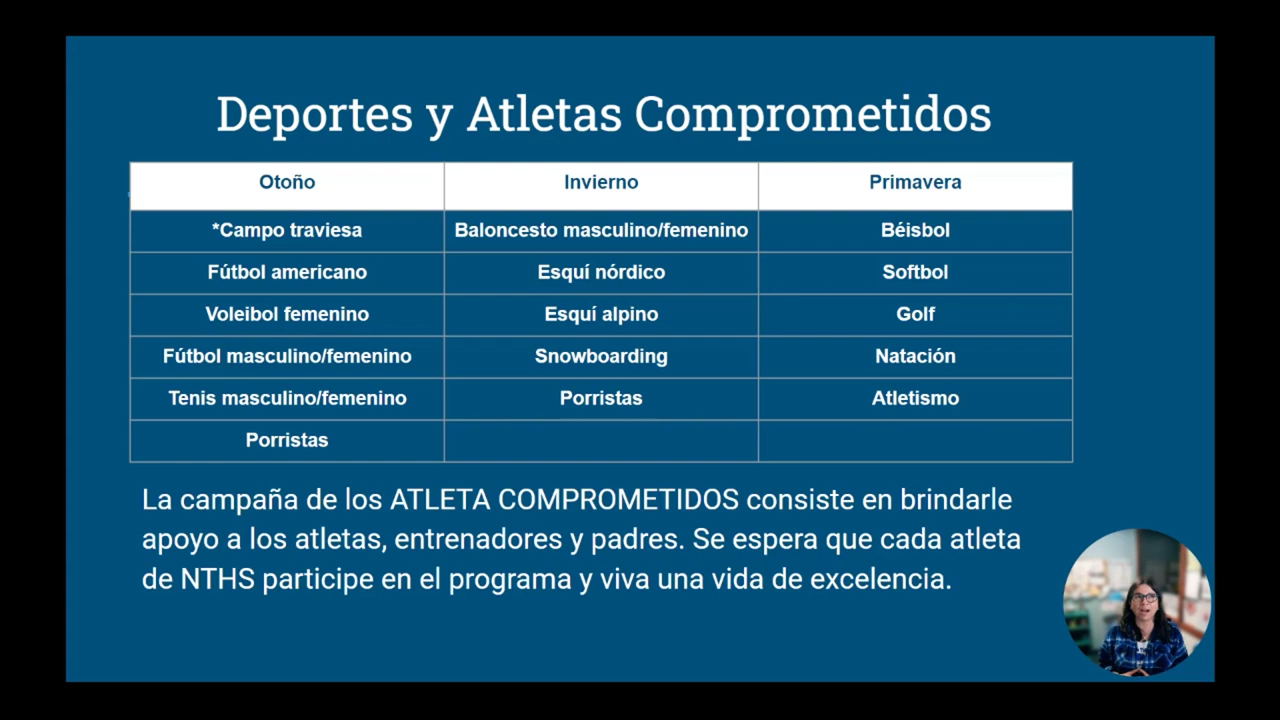 Deportes y Atletas Comprometidos
Otoño Invierno Primavera
*Campo traviesa Baloncesto masculino/femenino Béisbol
Fútbol americano Esquí nórdico Softbol
Voleibol femenino Esquí alpino Golf
Fútbol masculino/femenino Snowboarding Natación
Tenis masculino/femenino Porristas Atletismo
Porristas
La campaña de los ATLETA COMPROMETIDOS consiste en brindarle
apoyo a los atletas, entrenadores y padres. Se espera que cada atleta
de NTHS participe en el programa y viva una vida de excelencia.